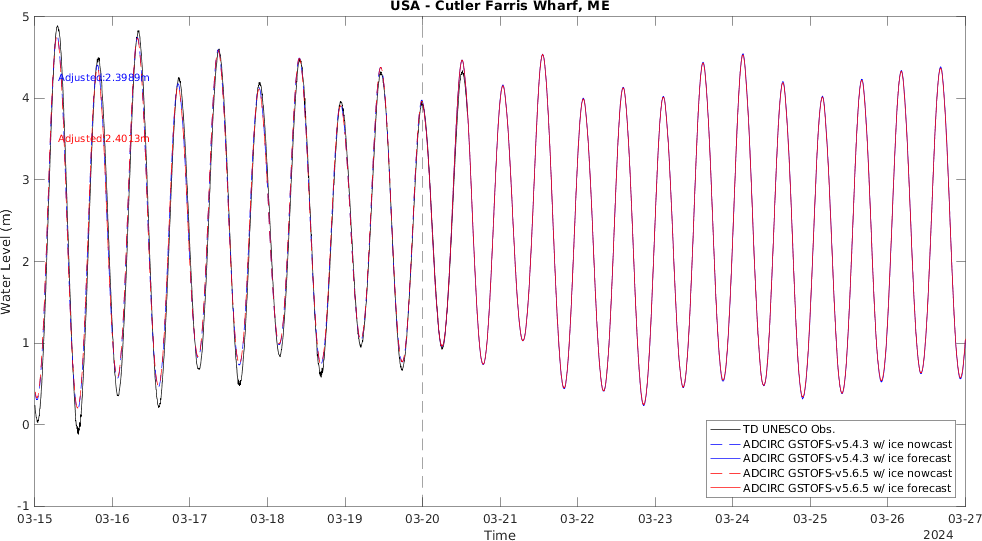 USA - Cutler Farris Wharf, ME
5
4
3
2
1
0
-1
Water Level (m)
Adjusted:2.3989m
Adjusted:2.4013m
TD UNESCO Obs.
ADCIRC GSTOFS-v5.4.3 w/ ice nowcast
ADCIRC GSTOFS-v5.4.3 w/ ice forecast
ADCIRC GSTOFS-v5.6.5 w/ ice nowcast
ADCIRC GSTOFS-v5.6.5 w/ ice forecast
03-15 03-16 03-17 03-18 03-19 03-20 03-21 03-22 03-23 03-24 03-25 03-26 03-27
Time
2024